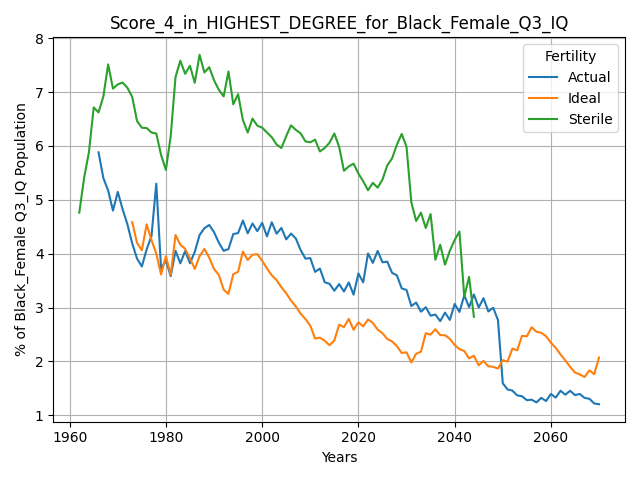 Score_4_in_HIGHEST_DEGREE_for_Black_Female_Q3_IQ
% of Black_Female Q3_IQ Population
8
7
6
5
4
3
2
1
Fertility
Actual
Ideal
Sterile
1960 1980 2000 2020 2040 2060
Years